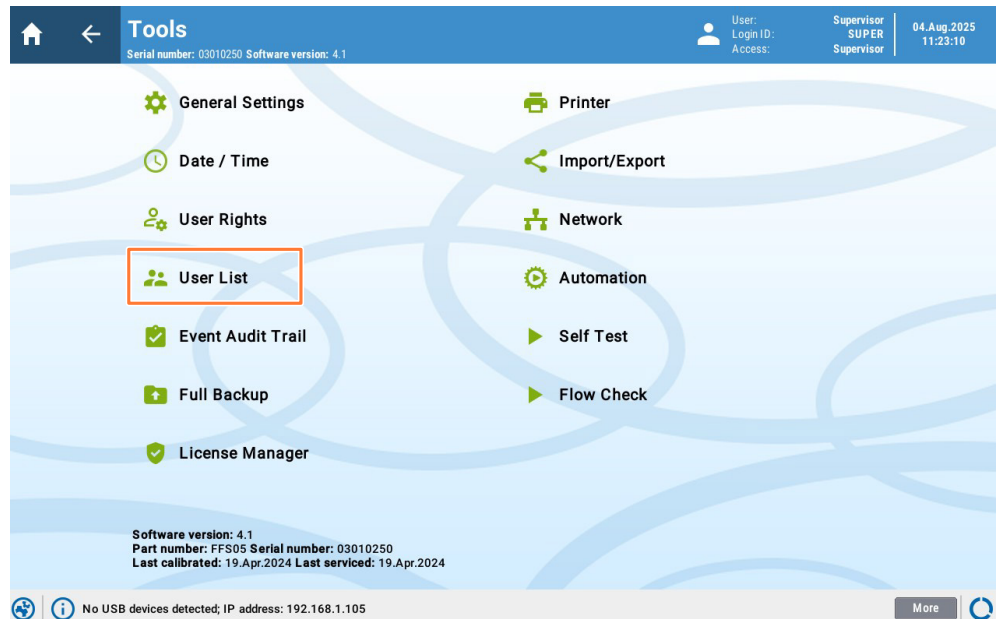 Tools
Serial number: 03010250 Software version: 4.1
User: Supervisor
Login ID: SUPER
Access: Supervisor
04.Aug.2025
11:23:10
General Settings
Date / Time
User Rights
User List
Event Audit Trail
Full Backup
License Manager
Printer
Import/Export
Network
Automation
Self Test
Flow Check
Software version: 4.1
Part number: FFS05 Serial number: 03010250
Last calibrated: 19.Apr.2024 Last serviced: 19.Apr.2024
No USB devices detected; IP address: 192.168.1.105
More